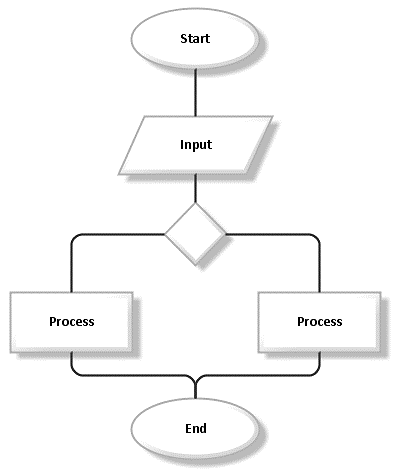 Start
Input
Process
Process
End